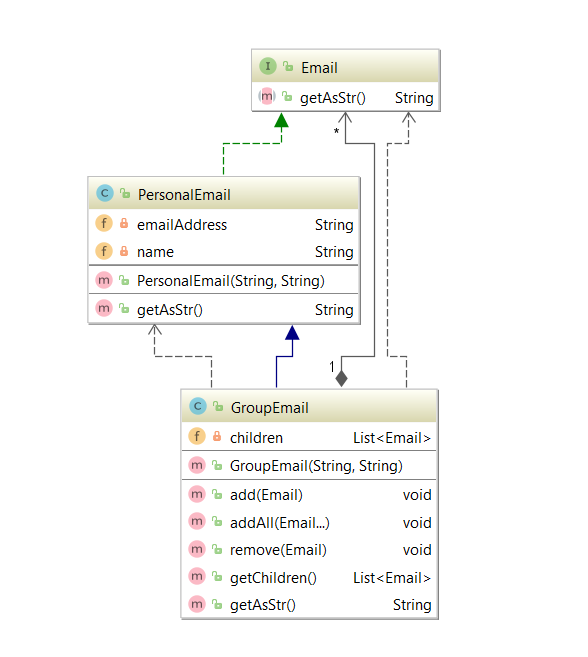 I Email
m getAsStr() String
*
C PersonalEmail
f emailAddress String
f name String
m PersonalEmail(String, String)
m getAsStr() String
1
C GroupEmail
f children List<Email>
m GroupEmail(String, String)
m add(Email) void
m addAll(Email...) void
m remove(Email) void
m getChildren() List<Email>
m getAsStr() String